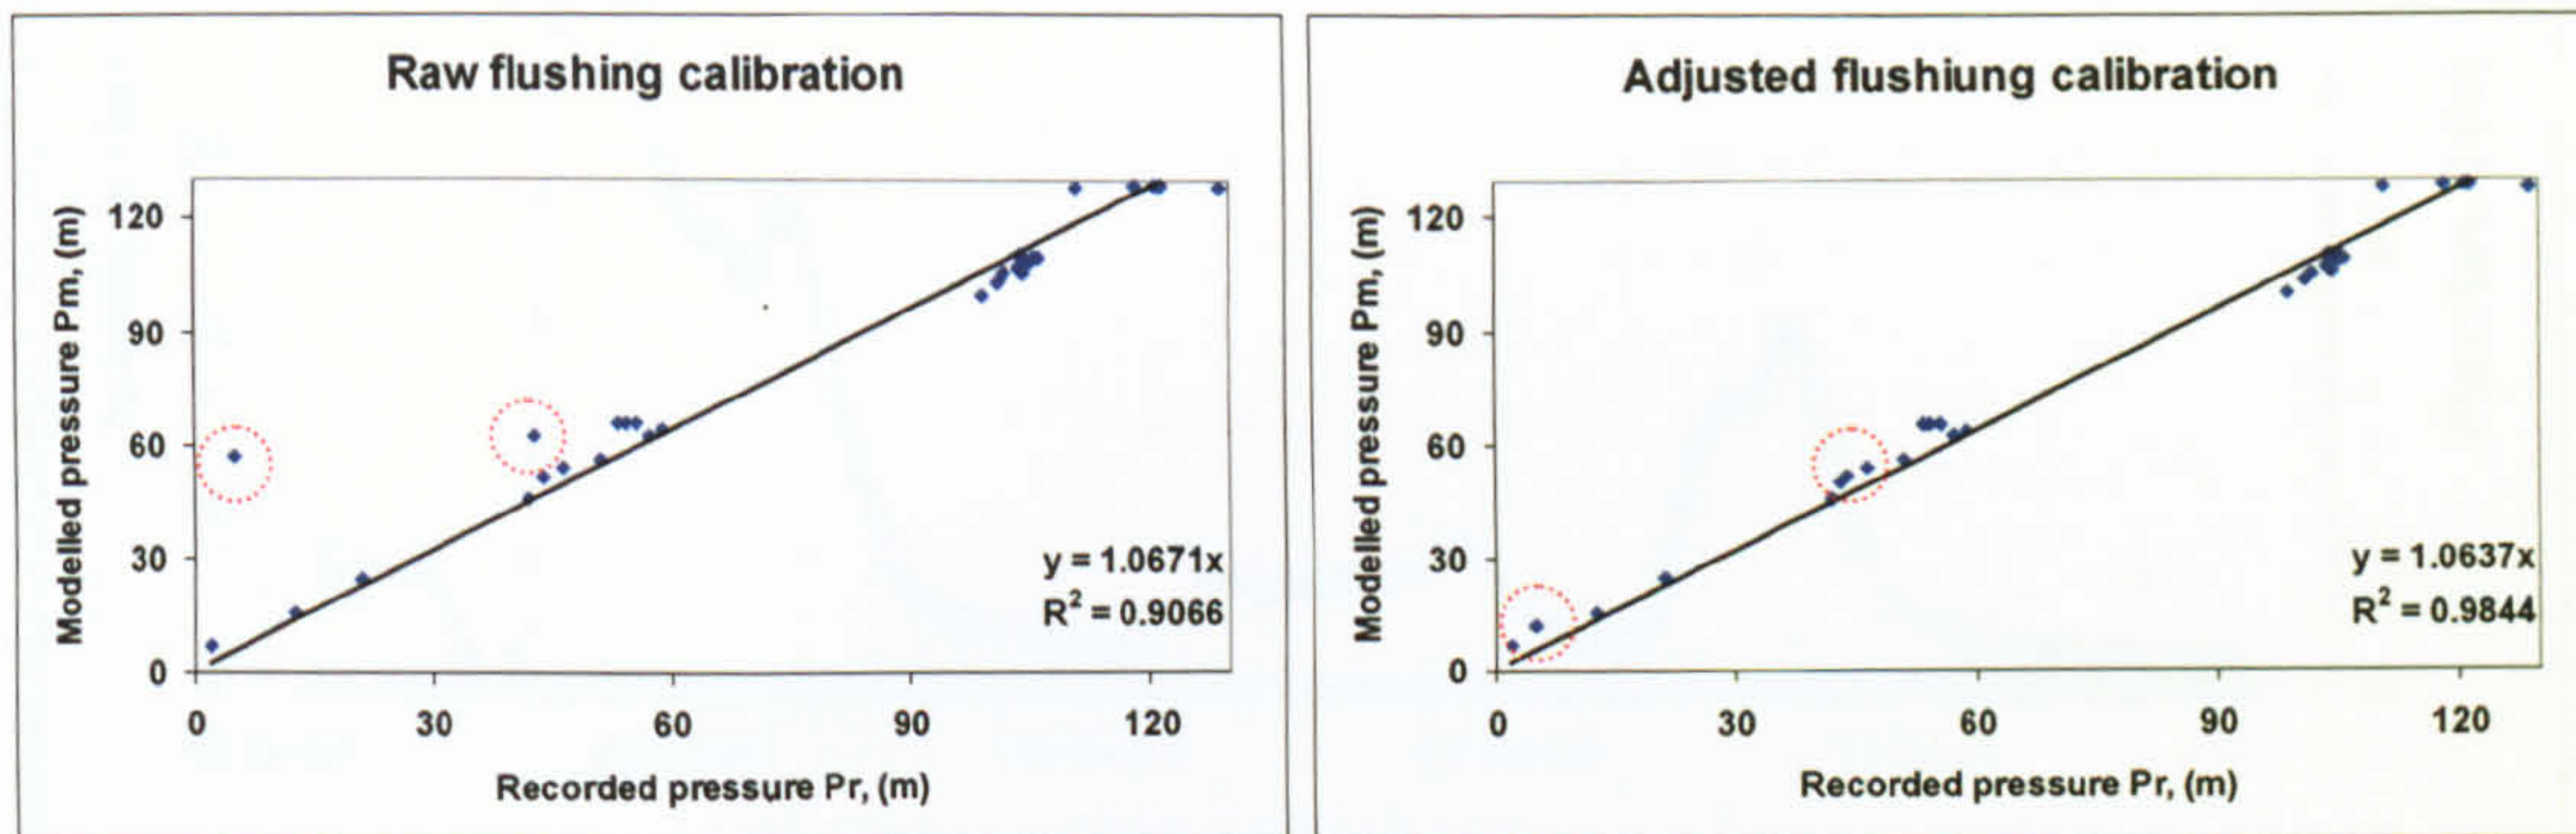 Raw flushing calibration
Modelled pressure Pm, (m)
120
90
60
30
0
y = 1.0671x
R² = 0.9066
0 30 60 90 120
Recorded pressure Pr, (m)
Adjusted flushiung calibration
Modelled pressure Pm, (m)
120
90
60
30
0
y = 1.0637x
R² = 0.9844
0 30 60 90 120
Recorded pressure Pr, (m)